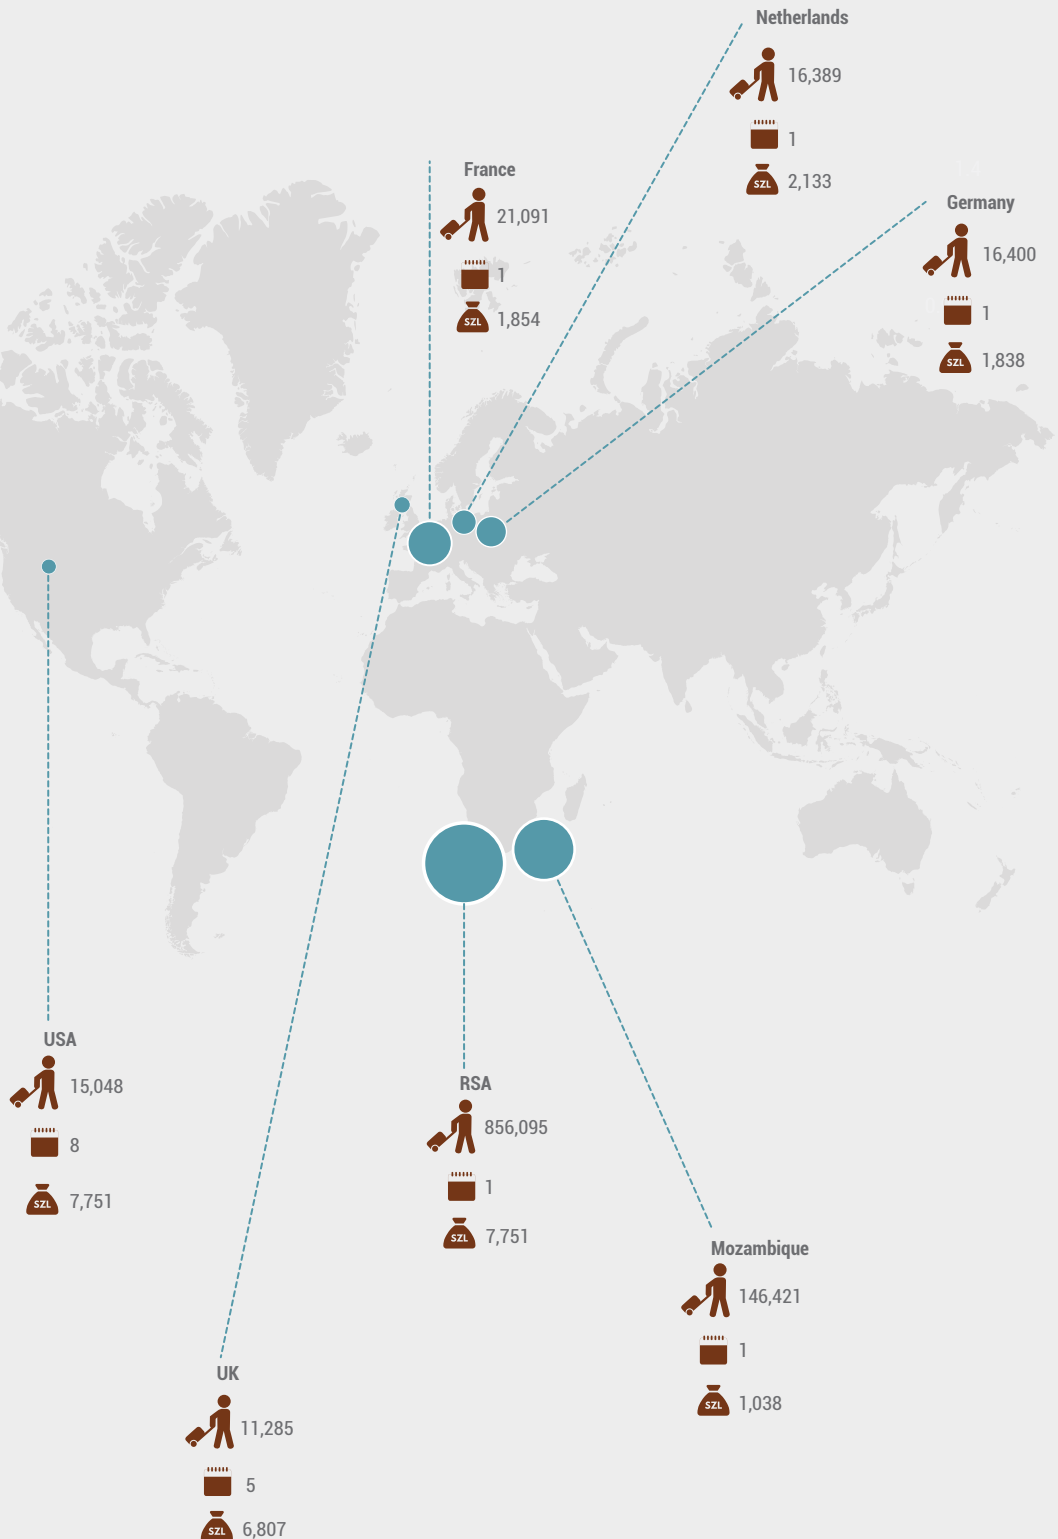 Netherlands
16,389
1
SZL 2,133
France
21,091
1
SZL 1,854
Germany
16,400
1
SZL 1,838
USA
15,048
8
SZL 7,751
RSA
856,095
1
SZL 7,751
Mozambique
146,421
1
SZL 1,038
UK
11,285
5
SZL 6,807